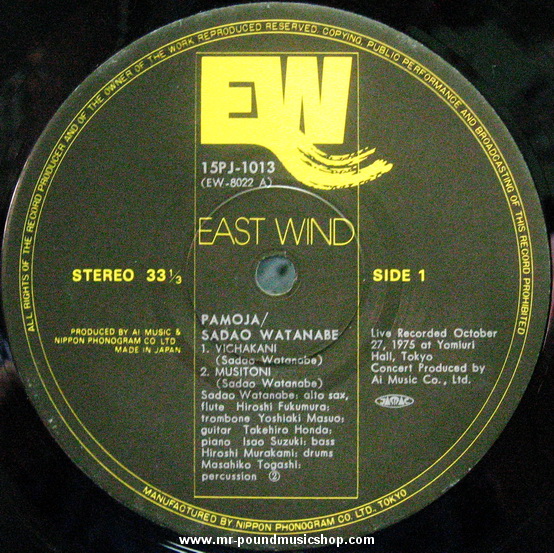 ALL RIGHTS OF THE RECORD PRODUCER AND OF THE OWNER OF THE WORK REPRODUCED RESERVED. COPYING, PUBLIC PERFORMANCE AND BROADCASTING OF THIS RECORD PROHIBITED
EW
15PJ-1013
(EW-8022 A)
EAST WIND
STEREO 33 1/3
SIDE 1
PRODUCED BY AI MUSIC &
NIPPON PHONOGRAM CO LTD
MADE IN JAPAN
PAMOJA/
SADAO WATANABE
1. VICHAKANI
(Sadao Watanabe)
2. MUSITONI
(Sadao Watanabe)
Sadao Watanabe: alto sax,
flute Hiroshi Fukumura:
trombone Yoshiaki Masuo:
guitar Takehiro Honda:
piano Isao Suzuki: bass
Hiroshi Murakami: drums
Masahiko Togashi:
percussion ②
Live Recorded October
27, 1975 at Yomiuri
Hall, Tokyo
Concert Produced by
Ai Music Co., Ltd.
JASRAC
MANUFACTURED BY NIPPON PHONOGRAM CO. LTD., TOKYO
www.mr-poundmusicshop.com